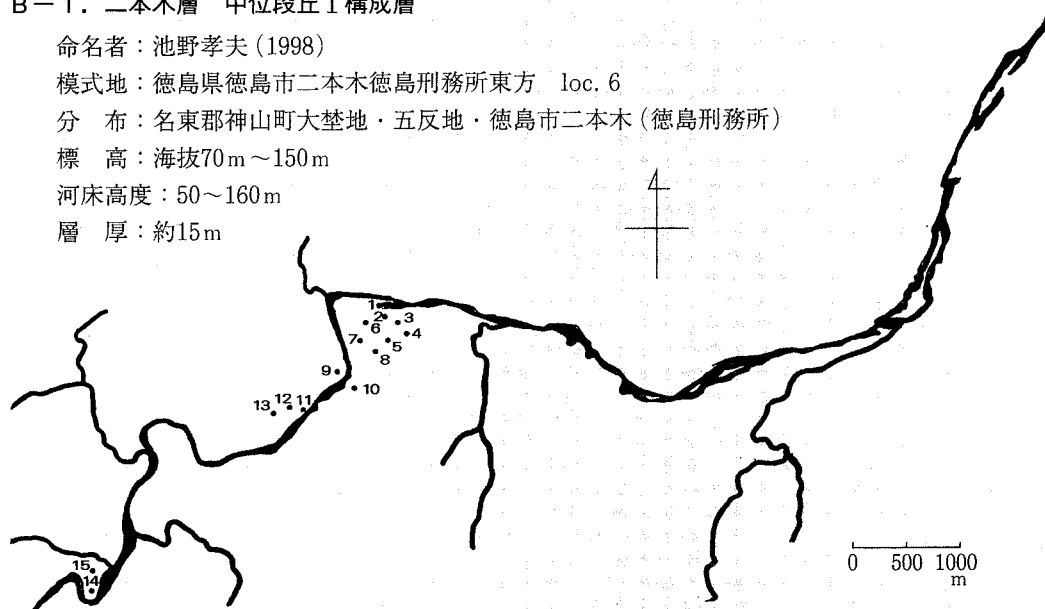 B－1．二本木層　中位段丘I構成層
命名者：池野孝夫（1998）
模式地：徳島県徳島市二本木徳島刑務所東方　loc. 6
分　布：名東郡神山町大埜地・五反地・徳島市二本木（徳島刑務所）
標　高：海抜70m～150m
河床高度：50～160m
層　厚：約15m
1
2
3
6
4
7
5
8
9
10
13
12
11
15
14
0　500　1000
m